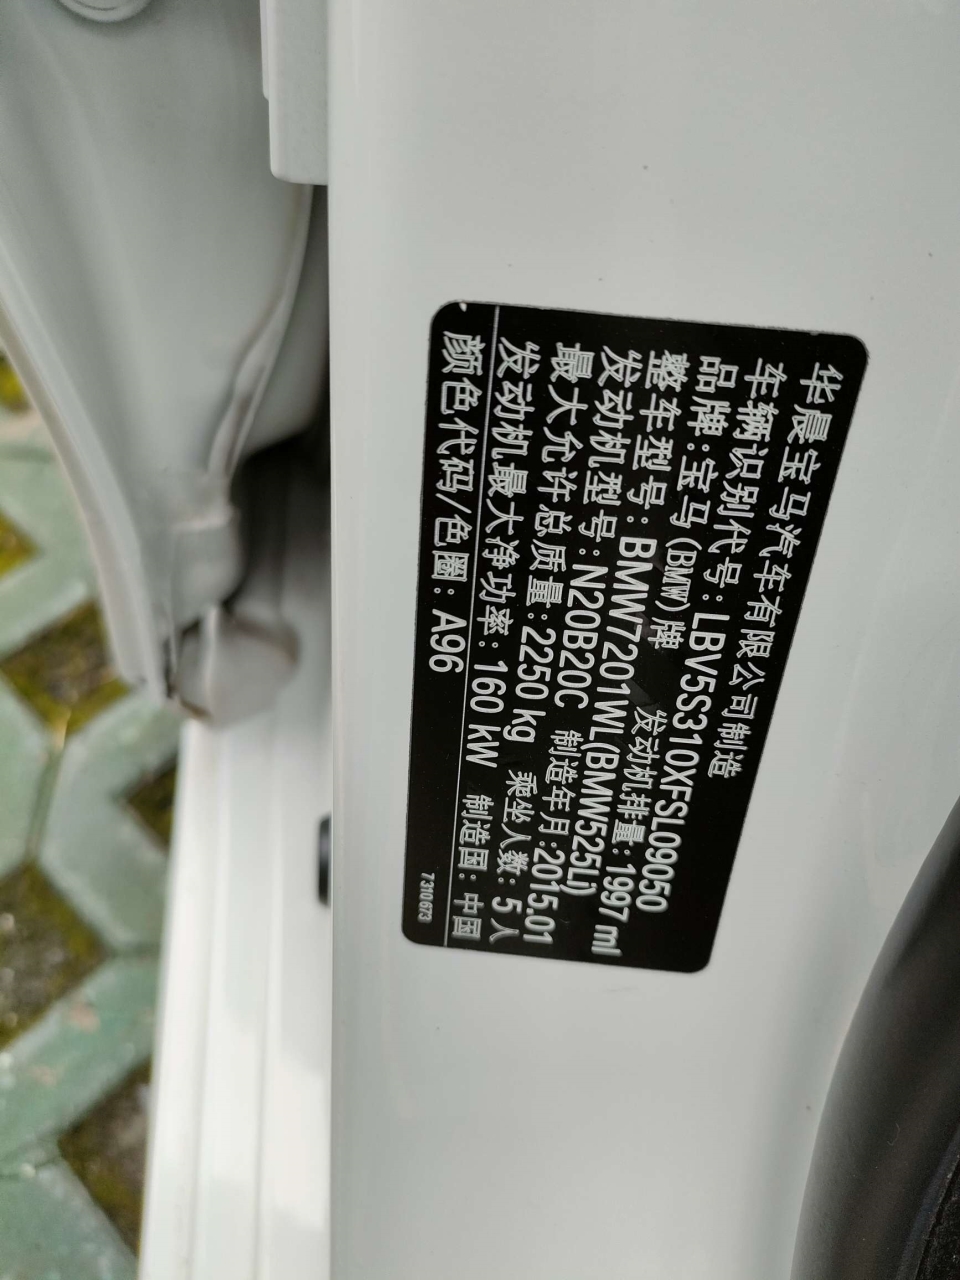 华晨宝马汽车有限公司制造
车辆识别代号：LBV5S310XFSL09050
品牌：宝马(BMW)牌 发动机排量：1997 ml
整车型号：BMW7201WL(BMW525Li)
发动机型号：N20B20C 制造年月：2015.01
最大允许总质量：2250 kg 乘坐人数：5 人
发动机最大净功率：160 kW 制造国：中国
颜色代码/色圈：A96 7310673